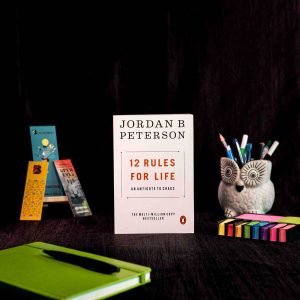 JORDAN B
PETERSON
12 RULES
FOR LIFE
AN ANTIDOTE TO CHAOS
THE MULTI-MILLION COPY
BESTSELLER